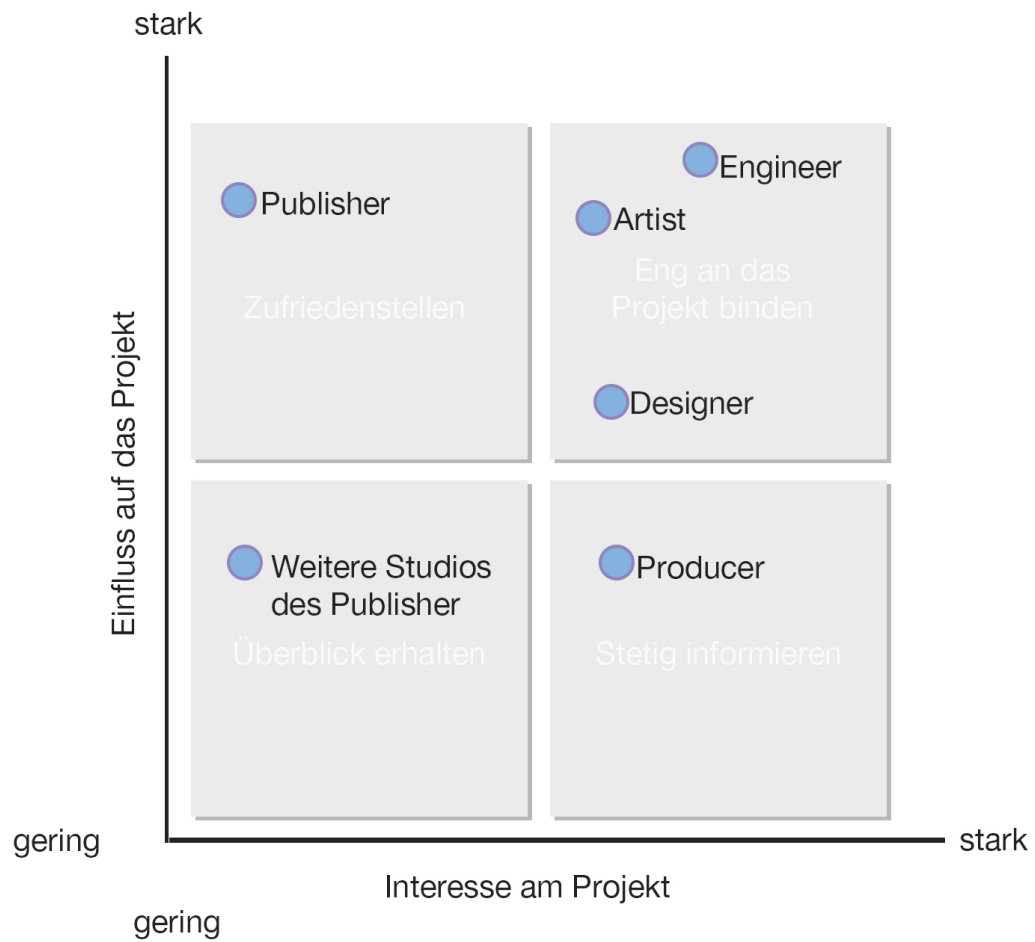 stark
Engineer
Publisher
Artist
Eng an das
Projekt binden
Zufriedenstellen
Designer
Einfluss auf das Projekt
Weitere Studios
des Publisher
Producer
Überblick erhalten
Stetig informieren
gering
stark
Interesse am Projekt
gering